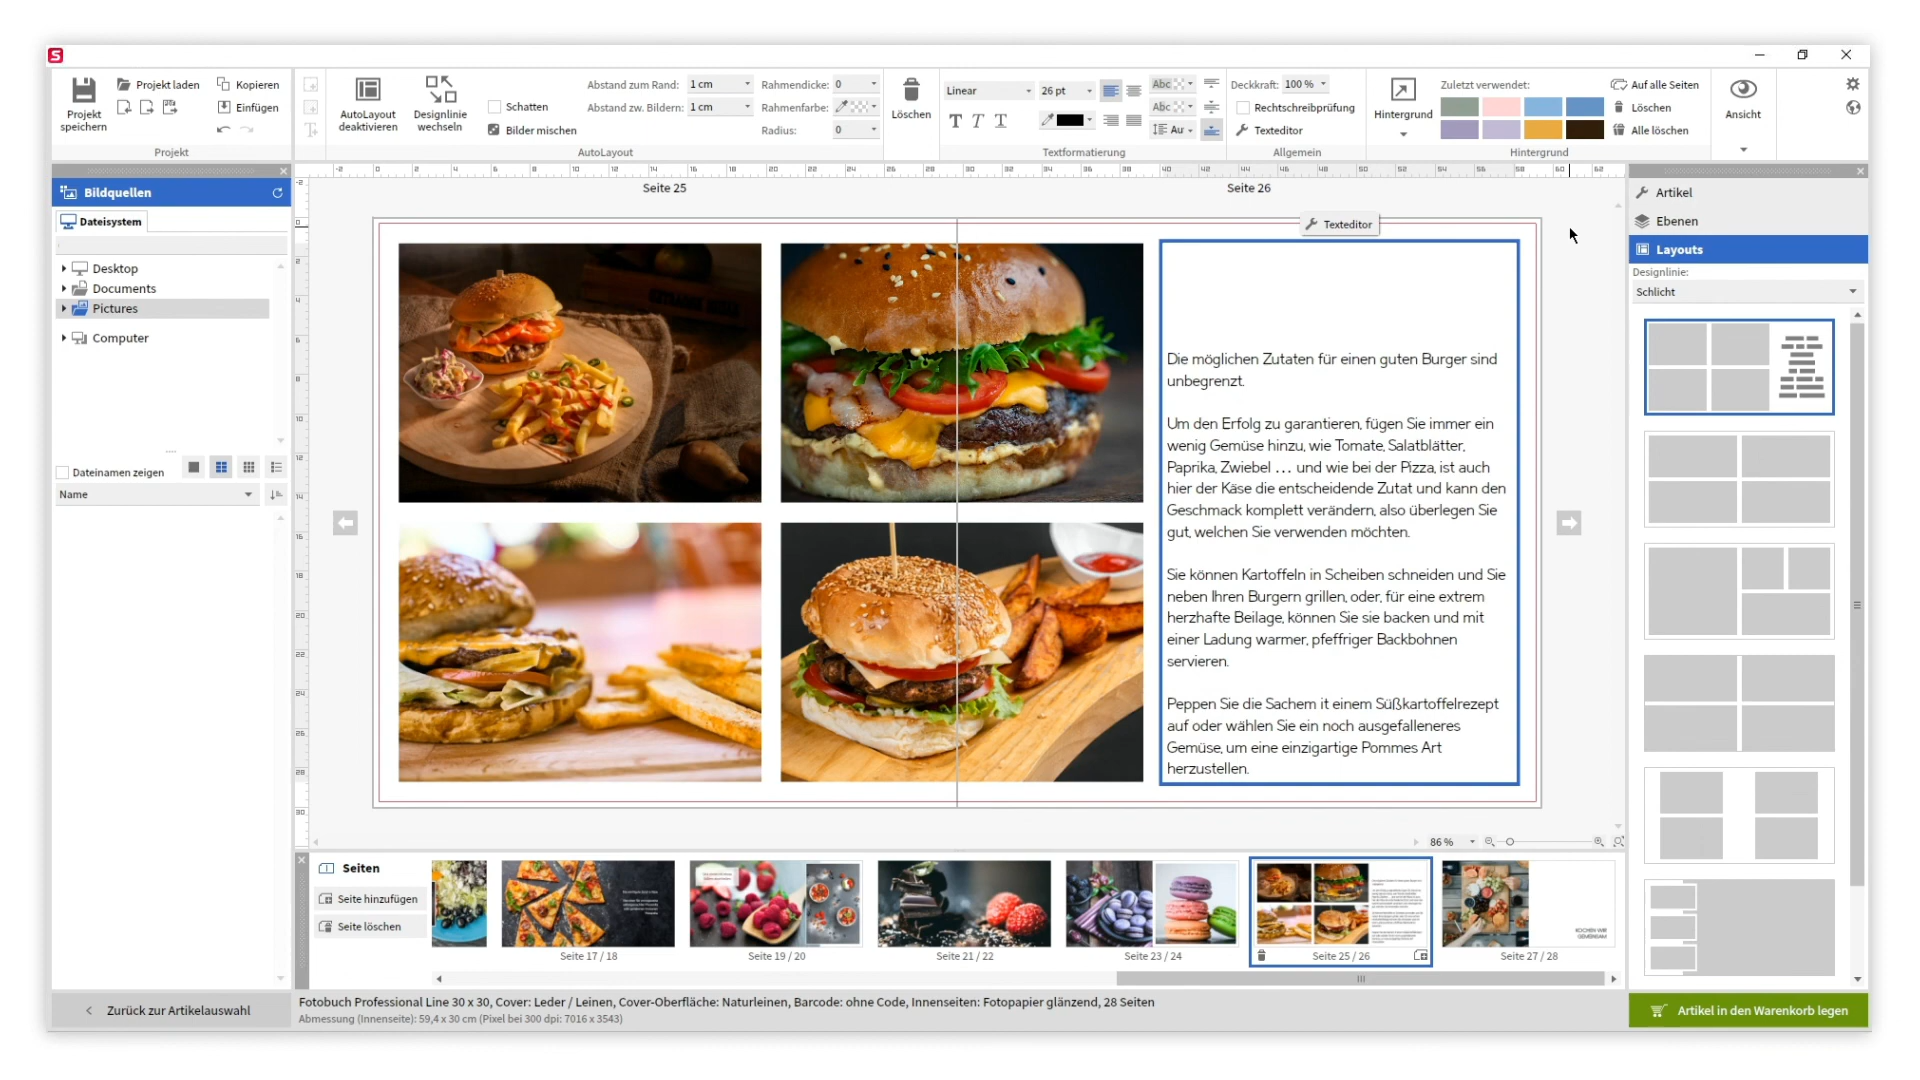 S
Projekt speichern
Projekt laden
Kopieren
Einfügen
Projekt
AutoLayout deaktivieren
Designlinie wechseln
Schatten
Bilder mischen
Abstand zum Rand: 1 cm
Abstand zw. Bildern: 1 cm
Rahmendicke: 0
Rahmenfarbe:
Radius: 0
AutoLayout
Löschen
Linear
26 pt
Abc
Abc
Au
T T T
Textformatierung
Deckkraft: 100 %
Rechtschreibprüfung
Texteditor
Allgemein
Hintergrund
Zuletzt verwendet:
Auf alle Seiten
Löschen
Alle löschen
Hintergrund
Ansicht
Bildquellen
Dateisystem
Desktop
Documents
Pictures
Computer
Dateinamen zeigen
Name
Seite 25
Seite 26
Texteditor
Die möglichen Zutaten für einen guten Burger sind
unbegrenzt.
Um den Erfolg zu garantieren, fügen Sie immer ein
wenig Gemüse hinzu, wie Tomate, Salatblätter,
Paprika, Zwiebel ... und wie bei der Pizza, ist auch
hier der Käse die entscheidende Zutat und kann den
Geschmack komplett verändern, also überlegen Sie
gut, welchen Sie verwenden möchten.
Sie können Kartoffeln in Scheiben schneiden und Sie
neben Ihren Burgern grillen, oder, für eine extrem
herzhafte Beilage, können Sie sie backen und mit
einer Ladung warmer, pfeffriger Backbohnen
servieren.
Peppen Sie die Sachem it einem Süßkartoffelrezept
auf oder wählen Sie ein noch ausgefalleneres
Gemüse, um eine einzigartige Pommes Art
herzustellen.
86 %
Artikel
Ebenen
Layouts
Designlinie:
Schlicht
Seiten
Seite hinzufügen
Seite löschen
KOCHEN WIR
GEMEINSAM
Seite 17 / 18
Seite 19 / 20
Seite 21 / 22
Seite 23 / 24
Seite 25 / 26
Seite 27 / 28
Zurück zur Artikelauswahl
Fotobuch Professional Line 30 x 30, Cover: Leder / Leinen, Cover-Oberfläche: Naturleinen, Barcode: ohne Code, Innenseiten: Fotopapier glänzend, 28 Seiten
Abmessung (Innenseite): 59,4 x 30 cm (Pixel bei 300 dpi: 7016 x 3543)
Artikel in den Warenkorb legen